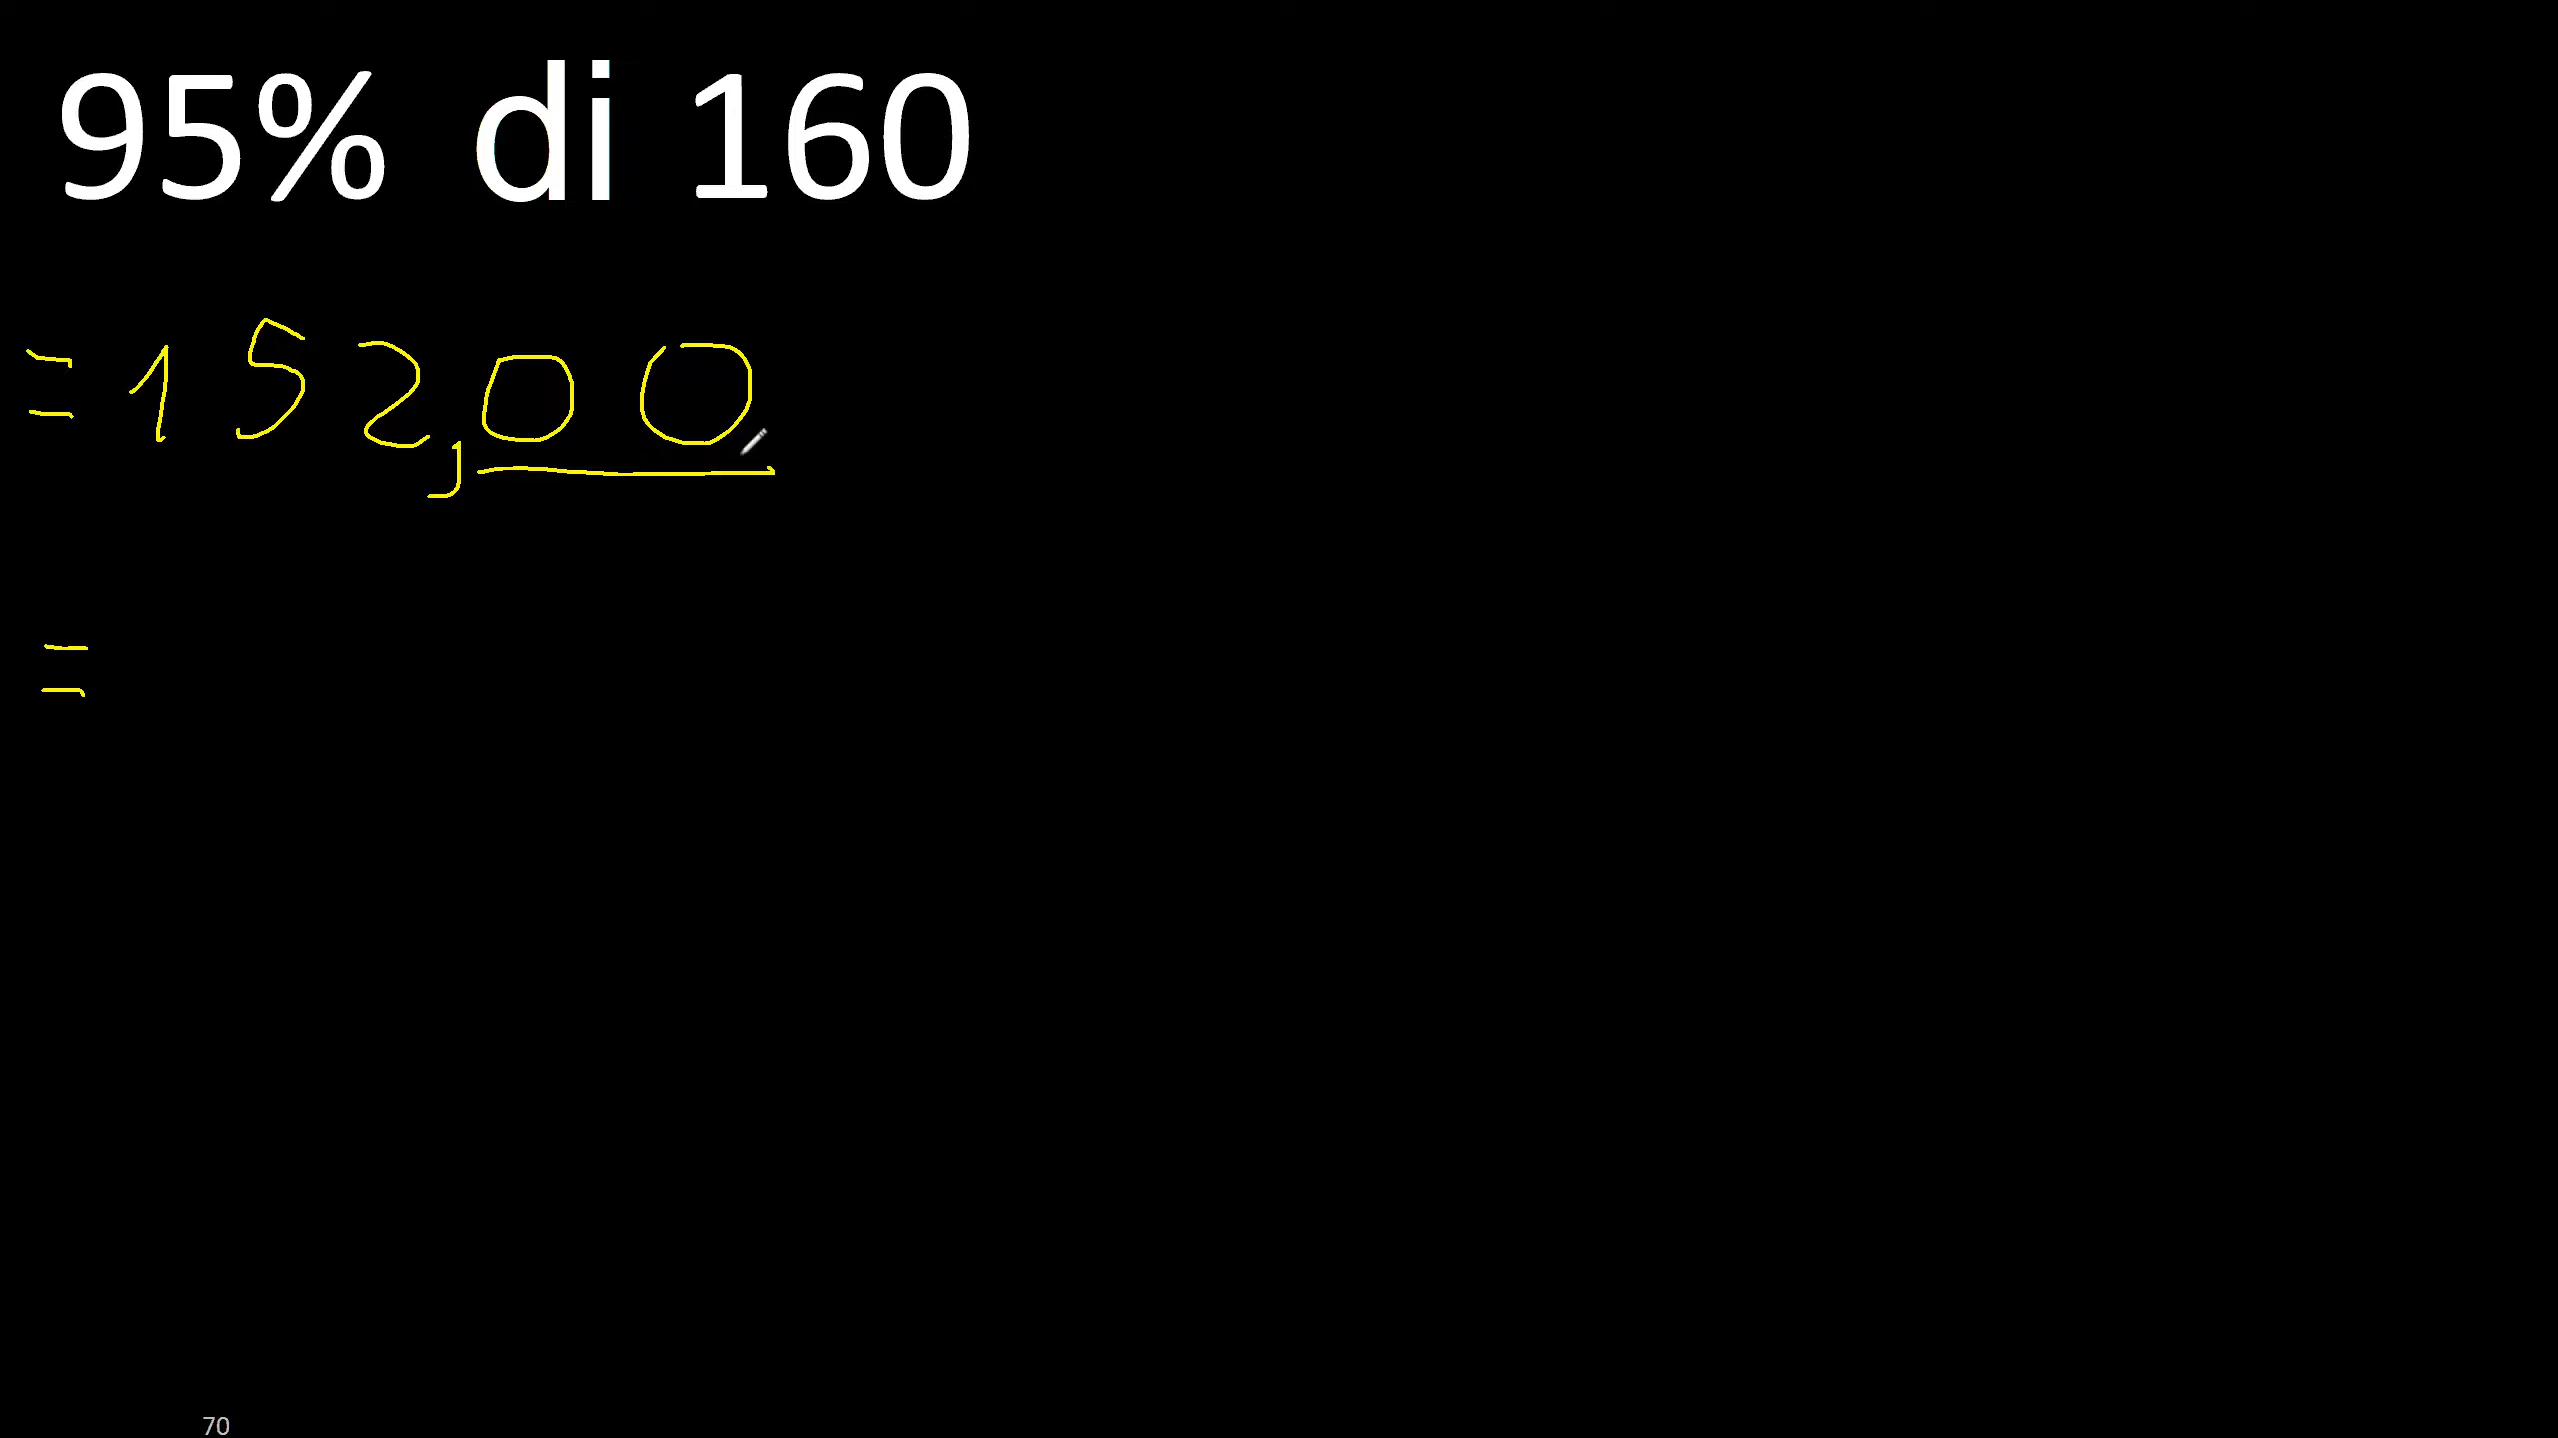 95% di 160
= 152,00
=
70